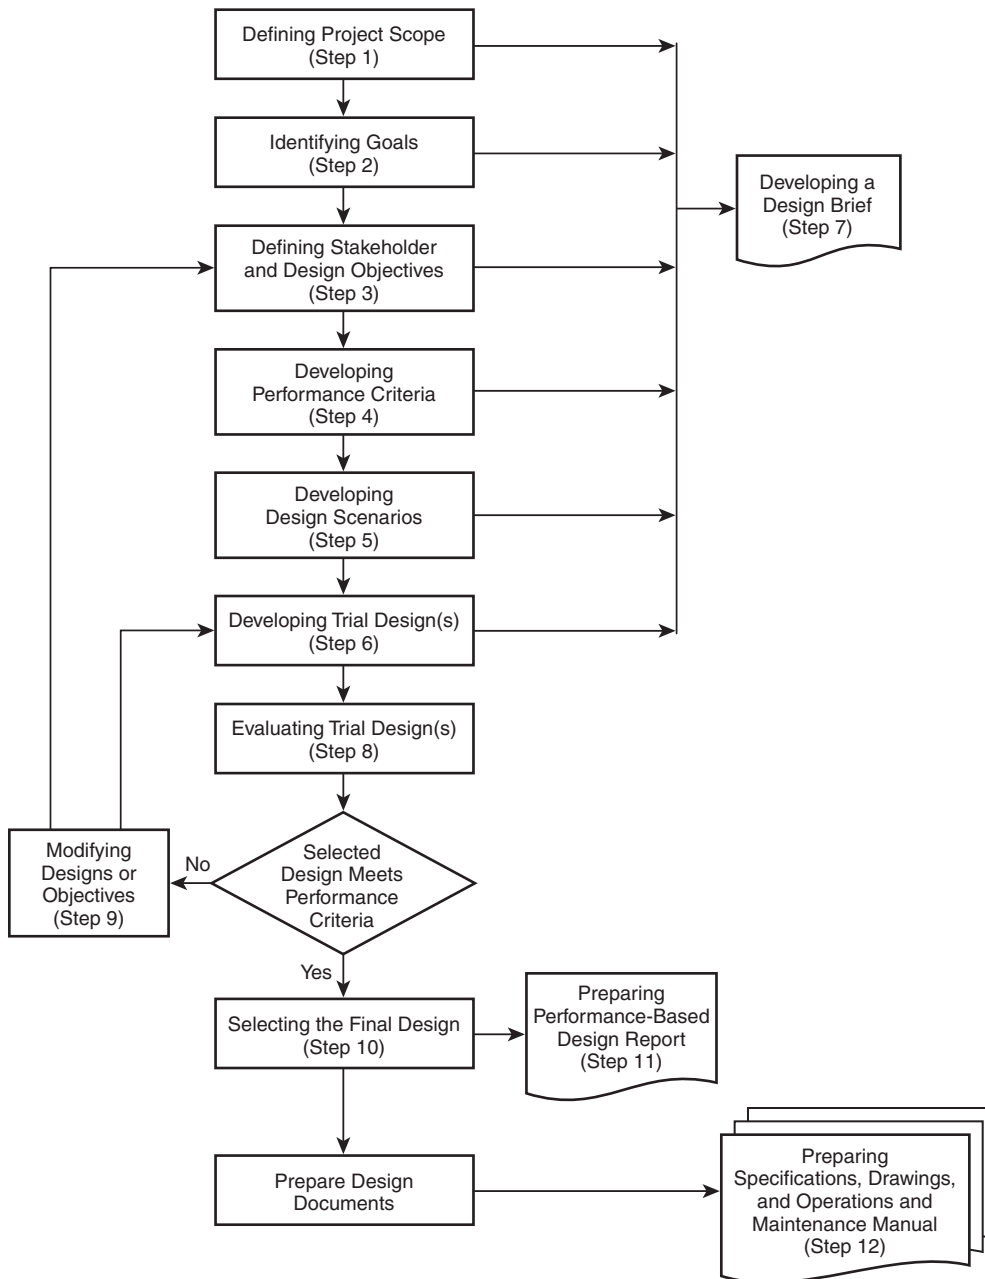 Defining Project Scope
(Step 1)
Identifying Goals
(Step 2)
Defining Stakeholder
and Design Objectives
(Step 3)
Developing
Performance Criteria
(Step 4)
Developing
Design Scenarios
(Step 5)
Developing Trial Design(s)
(Step 6)
Developing a
Design Brief
(Step 7)
Evaluating Trial Design(s)
(Step 8)
Selected
Design Meets
Performance
Criteria
No
Modifying
Designs or
Objectives
(Step 9)
Yes
Selecting the Final Design
(Step 10)
Preparing
Performance-Based
Design Report
(Step 11)
Prepare Design
Documents
Preparing
Specifications, Drawings,
and Operations and
Maintenance Manual
(Step 12)